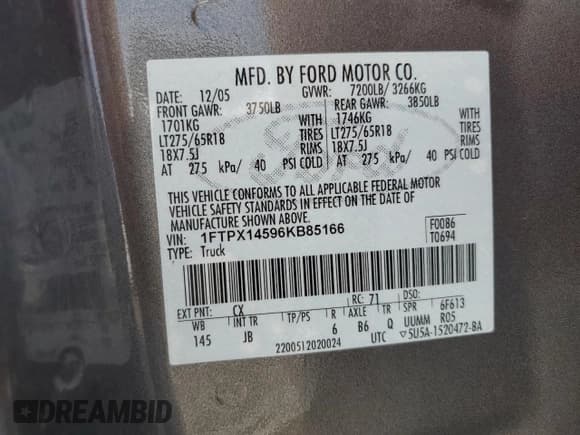 MFD. BY FORD MOTOR CO.
DATE: 12/05 GVWR: 7200LB/ 3266KG
FRONT GAWR: 3750LB REAR GAWR: 3850LB
1701KG WITH 1746KG WITH
LT275/65R18 TIRES LT275/65R18 TIRES
18X7.5J RIMS 18X7.5J RIMS
AT 275 kPa/ 40 PSI COLD AT 275 kPa/ 40 PSI COLD
Ford
THIS VEHICLE CONFORMS TO ALL APPLICABLE FEDERAL MOTOR
VEHICLE SAFETY STANDARDS IN EFFECT ON THE DATE OF
MANUFACTURE SHOWN ABOVE.
VIN: 1FTPX14596KB85166 F0086
TYPE: Truck T0694
EXT PNT: CX RC: 71 DSO:
WB INT TR TP/PS R AXLE TR SPR 6F613
145 JB 6 B6 Q UUMM R05
2200512020024 UTC ▽5U5A-1520472-BA
DREAMBID